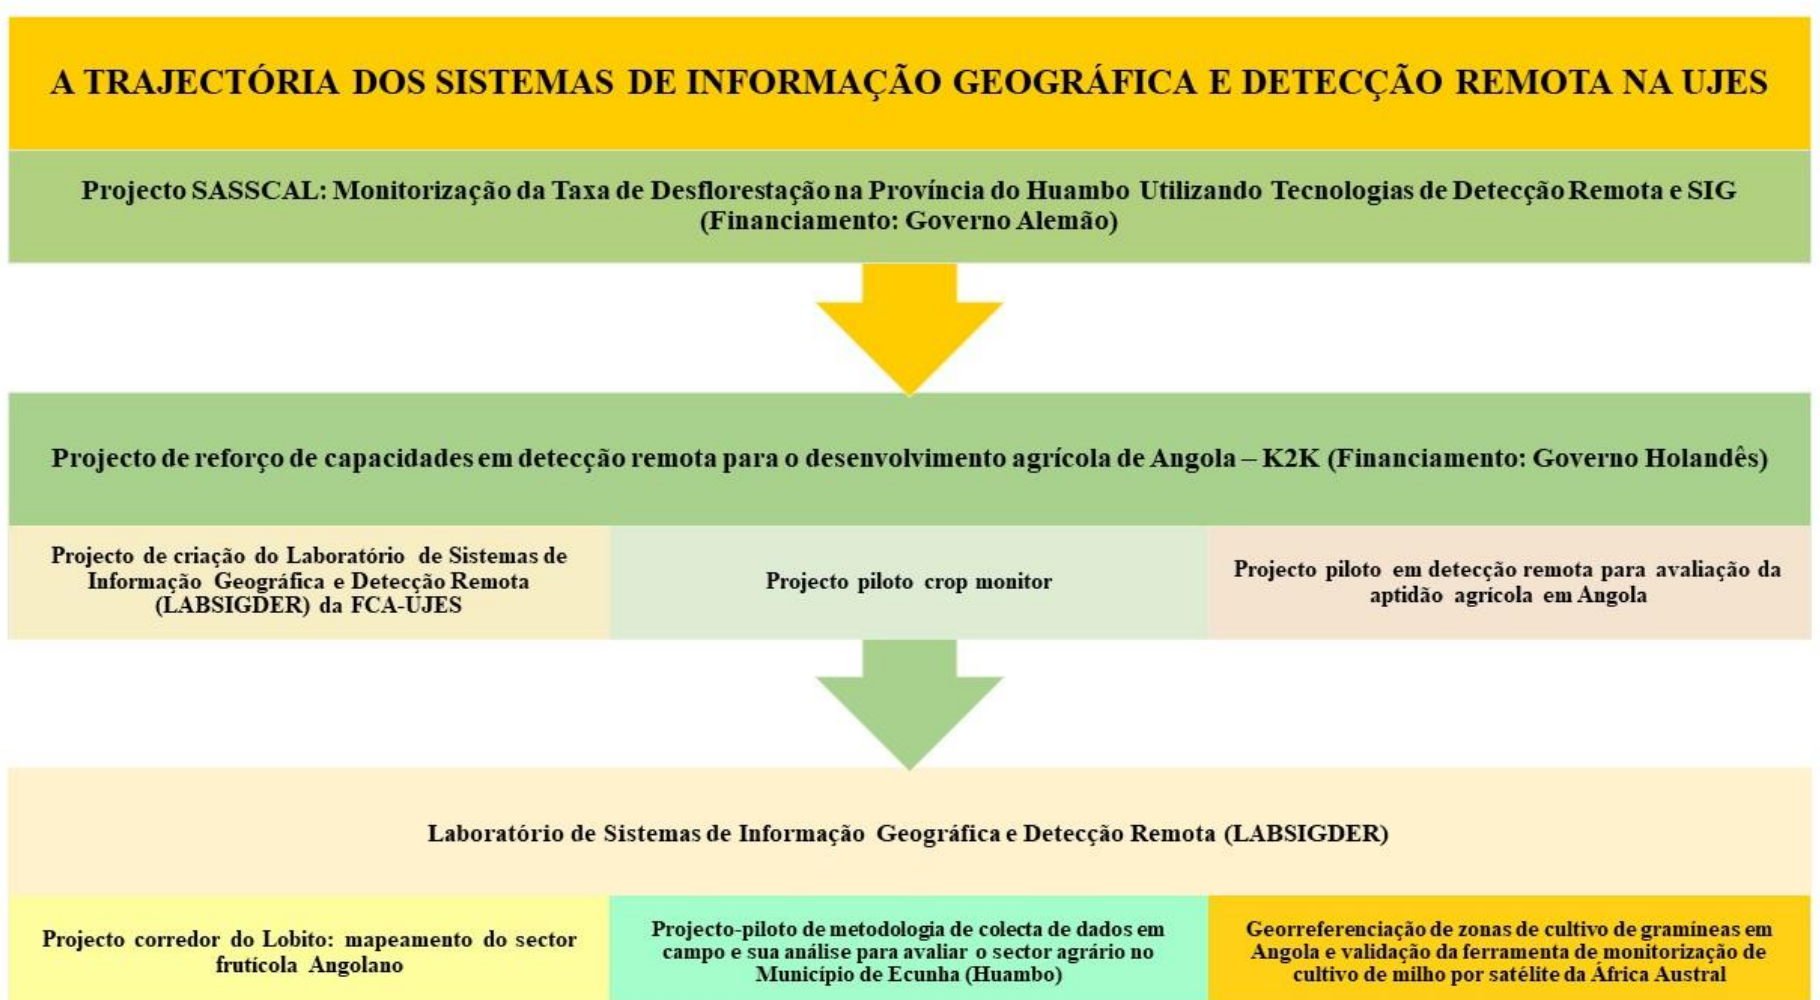 A TRAJECTÓRIA DOS SISTEMAS DE INFORMAÇÃO GEOGRÁFICA E DETECÇÃO REMOTA NA UJES
Projecto SASSCAL: Monitorização da Taxa de Desflorestação na Província do Huambo Utilizando Tecnologias de Detecção Remota e SIG
(Financiamento: Governo Alemão)
Projecto de reforço de capacidades em detecção remota para o desenvolvimento agrícola de Angola – K2K (Financiamento: Governo Holandês)
Projecto de criação do Laboratório de Sistemas de
Informação Geográfica e Detecção Remota
(LABSIGDER) da FCA-UJES
Projecto piloto crop monitor
Projecto piloto em detecção remota para avaliação da
aptidão agrícola em Angola
Laboratório de Sistemas de Informação Geográfica e Detecção Remota (LABSIGDER)
Projecto corredor do Lobito: mapeamento do sector
frutícola Angolano
Projecto-piloto de metodologia de colecta de dados em
campo e sua análise para avaliar o sector agrário no
Município de Ecunha (Huambo)
Georreferenciação de zonas de cultivo de gramíneas em
Angola e validação da ferramenta de monitorização de
cultivo de milho por satélite da África Austral